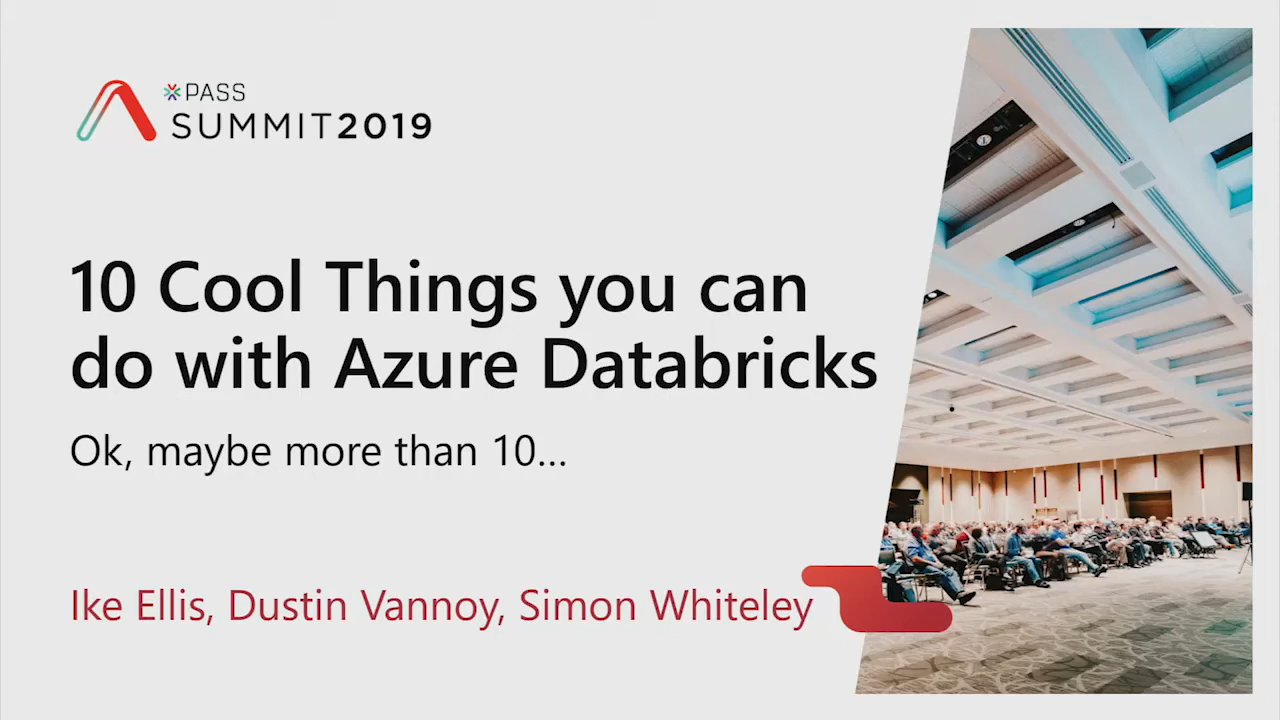 PASS
SUMMIT2019
10 Cool Things you can
do with Azure Databricks
Ok, maybe more than 10...
Ike Ellis, Dustin Vannoy, Simon Whiteley